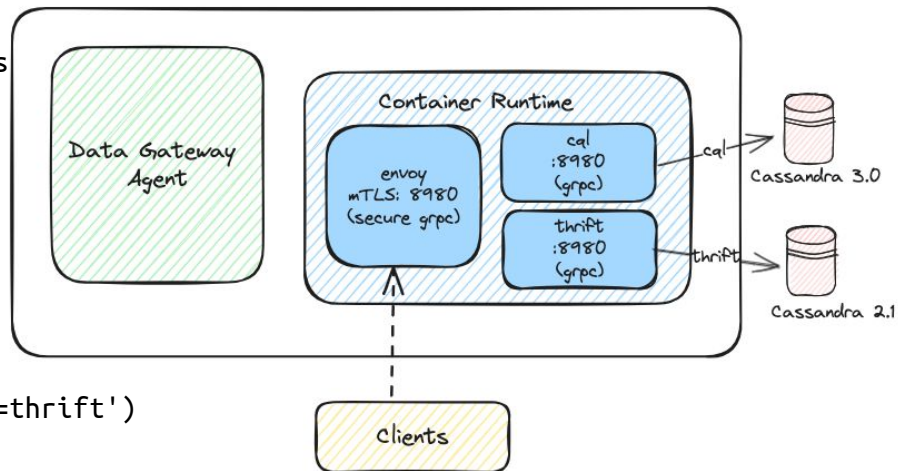 s
Data Gateway
Agent
Container Runtime
envoy
mTLS: 8980
(secure grpc)
cql
:8980
(grpc)
thrift
:8980
(grpc)
cql
Cassandra 3.0
thrift
Cassandra 2.1
=thrift')
Clients